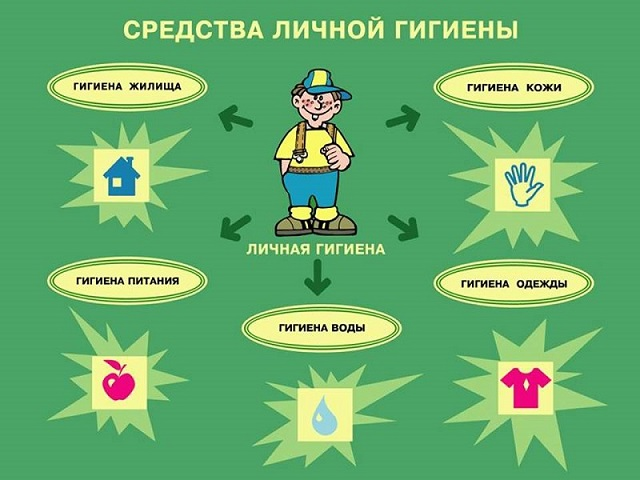 СРЕДСТВА ЛИЧНОЙ ГИГИЕНЫ
ГИГИЕНА ЖИЛИЩА
ГИГИЕНА КОЖИ
ЛИЧНАЯ ГИГИЕНА
ГИГИЕНА ПИТАНИЯ
ГИГИЕНА ОДЕЖДЫ
ГИГИЕНА ВОДЫ